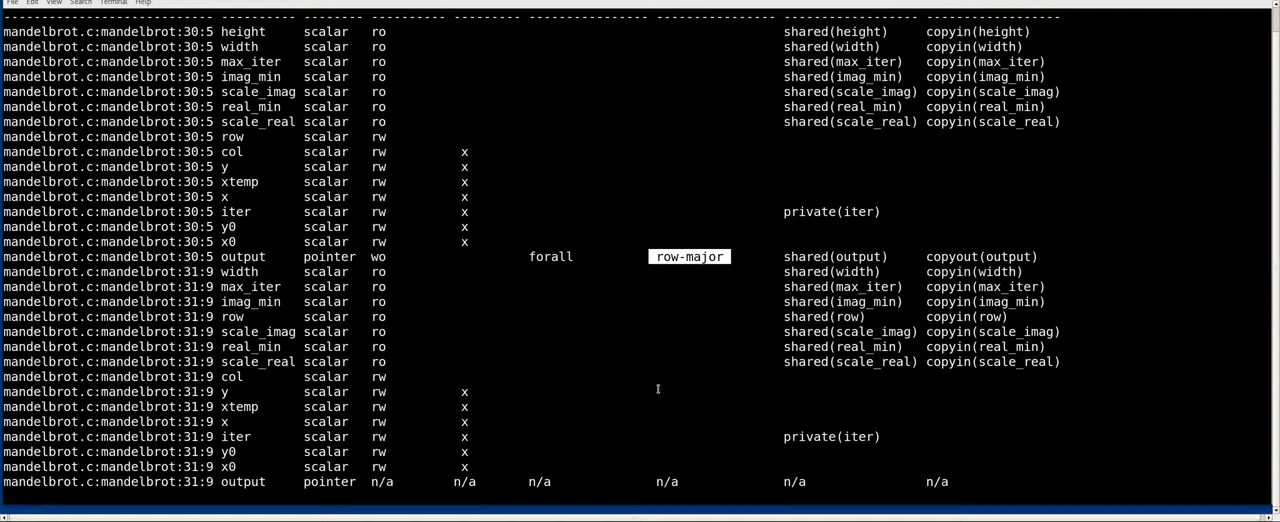 File Edit View Search Terminal Help
--------------------------- ---------- -------- ---------- --------- ---------------- ---------------- ------------------ ------------------
mandelbrot.c:mandelbrot:30:5 height scalar ro shared(height) copyin(height)
mandelbrot.c:mandelbrot:30:5 width scalar ro shared(width) copyin(width)
mandelbrot.c:mandelbrot:30:5 max_iter scalar ro shared(max_iter) copyin(max_iter)
mandelbrot.c:mandelbrot:30:5 imag_min scalar ro shared(imag_min) copyin(imag_min)
mandelbrot.c:mandelbrot:30:5 scale_imag scalar ro shared(scale_imag) copyin(scale_imag)
mandelbrot.c:mandelbrot:30:5 real_min scalar ro shared(real_min) copyin(real_min)
mandelbrot.c:mandelbrot:30:5 scale_real scalar ro shared(scale_real) copyin(scale_real)
mandelbrot.c:mandelbrot:30:5 row scalar rw
mandelbrot.c:mandelbrot:30:5 col scalar rw x
mandelbrot.c:mandelbrot:30:5 y scalar rw x
mandelbrot.c:mandelbrot:30:5 xtemp scalar rw x
mandelbrot.c:mandelbrot:30:5 x scalar rw x
mandelbrot.c:mandelbrot:30:5 iter scalar rw x private(iter)
mandelbrot.c:mandelbrot:30:5 y0 scalar rw x
mandelbrot.c:mandelbrot:30:5 x0 scalar rw x
mandelbrot.c:mandelbrot:30:5 output pointer wo forall row-major shared(output) copyout(output)
mandelbrot.c:mandelbrot:31:9 width scalar ro shared(width) copyin(width)
mandelbrot.c:mandelbrot:31:9 max_iter scalar ro shared(max_iter) copyin(max_iter)
mandelbrot.c:mandelbrot:31:9 imag_min scalar ro shared(imag_min) copyin(imag_min)
mandelbrot.c:mandelbrot:31:9 row scalar ro shared(row) copyin(row)
mandelbrot.c:mandelbrot:31:9 scale_imag scalar ro shared(scale_imag) copyin(scale_imag)
mandelbrot.c:mandelbrot:31:9 real_min scalar ro shared(real_min) copyin(real_min)
mandelbrot.c:mandelbrot:31:9 scale_real scalar ro shared(scale_real) copyin(scale_real)
mandelbrot.c:mandelbrot:31:9 col scalar rw
mandelbrot.c:mandelbrot:31:9 y scalar rw x
mandelbrot.c:mandelbrot:31:9 xtemp scalar rw x
mandelbrot.c:mandelbrot:31:9 x scalar rw x
mandelbrot.c:mandelbrot:31:9 iter scalar rw x private(iter)
mandelbrot.c:mandelbrot:31:9 y0 scalar rw x
mandelbrot.c:mandelbrot:31:9 x0 scalar rw x
mandelbrot.c:mandelbrot:31:9 output pointer n/a n/a n/a n/a n/a n/a